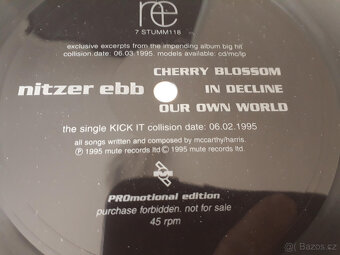 ne
7 STUMM118
exclusive excerpts from the impending album big hit
collision date: 06.03.1995. models available: cd/mc/lp
nitzer ebb
CHERRY BLOSSOM
IN DECLINE
OUR OWN WORLD
the single KICK IT collision date: 06.02.1995
all songs written and composed by mccarthy/harris.
Ⓟ 1995 mute records ltd © 1995 mute records ltd
PROmotional edition
purchase forbidden. not for sale
45 rpm
sbazos.cz